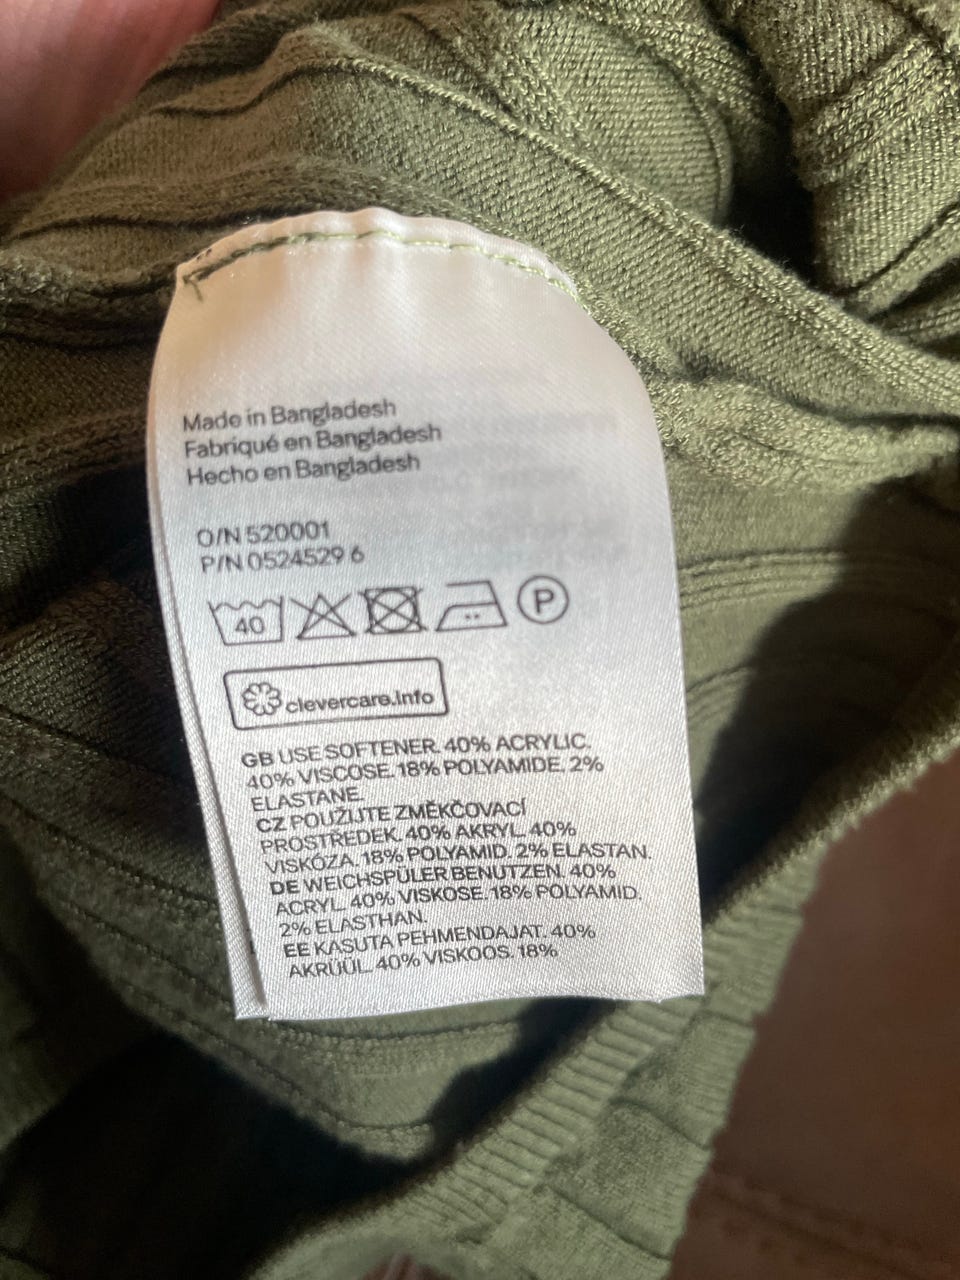 Made in Bangladesh
Fabriqué en Bangladesh
Hecho en Bangladesh
O/N 520001
P/N 0524529 6
40 P
clevercare.info
GB USE SOFTENER. 40% ACRYLIC.
40% VISCOSE. 18% POLYAMIDE. 2%
ELASTANE.
CZ POUŽIJTE ZMĚKČOVACÍ
PROSTŘEDEK. 40% AKRYL. 40%
VISKÓZA. 18% POLYAMID. 2% ELASTAN.
DE WEICHSPÜLER BENUTZEN. 40%
ACRYL. 40% VISKOSE. 18% POLYAMID.
2% ELASTHAN.
EE KASUTA PEHMENDAJAT. 40%
AKRÜÜL. 40% VISKOOS. 18%